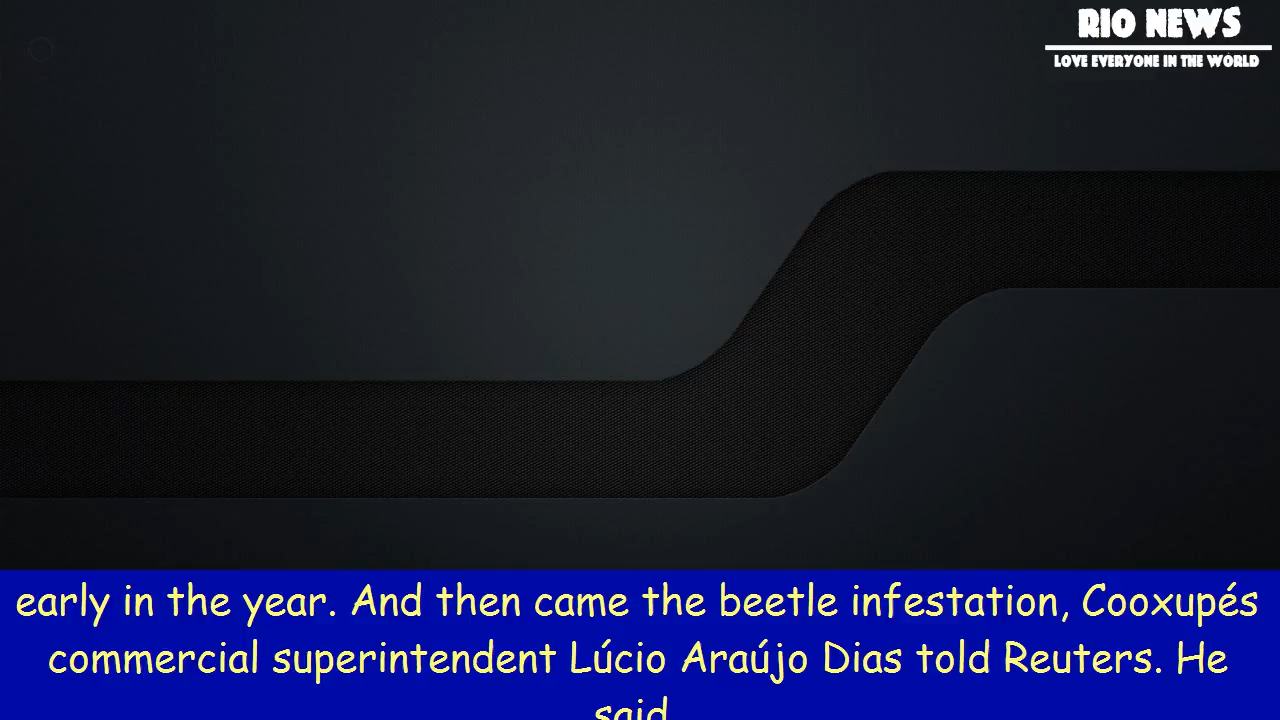 RIO NEWS
LOVE EVERYONE IN THE WORLD
early in the year. And then came the beetle infestation, Cooxupés
commercial superintendent Lúcio Araújo Dias told Reuters. He
said